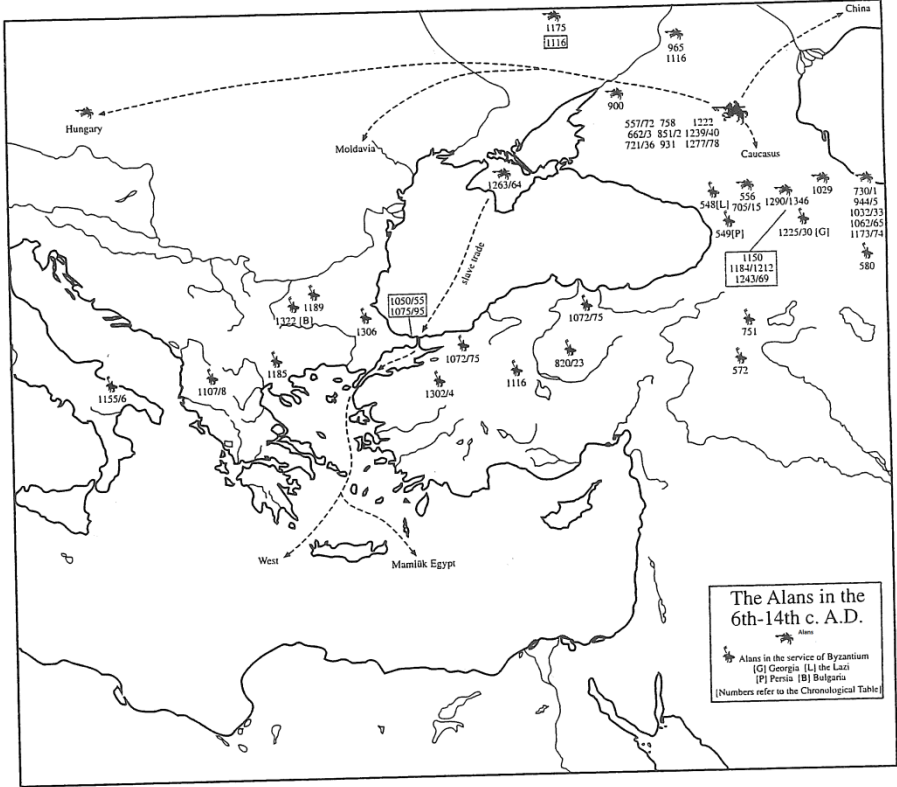 China
1175
1116
965
1116
900
Hungary
Moldavia
557/72 758 1222
662/3 851/2 1239/40
721/36 931 1277/78
Caucasus
1263/64
548[L]
556
705/15
1290/1346
1029
730/1
944/5
1032/33
1062/65
1173/74
549[P]
1225/30 [G]
580
1150
1184/1212
1243/69
slave trade
1189
1322 [B]
1306
1050/55
1075/95
1072/75
751
572
1185
1107/8
1155/6
1072/75
1302/4
1116
820/23
West
Mamlūk Egypt
The Alans in the
6th-14th c. A.D.
Alans
Alans in the service of Byzantium
[G] Georgia [L] the Lazi
[P] Persia [B] Bulgaria
[Numbers refer to the Chronological Table]